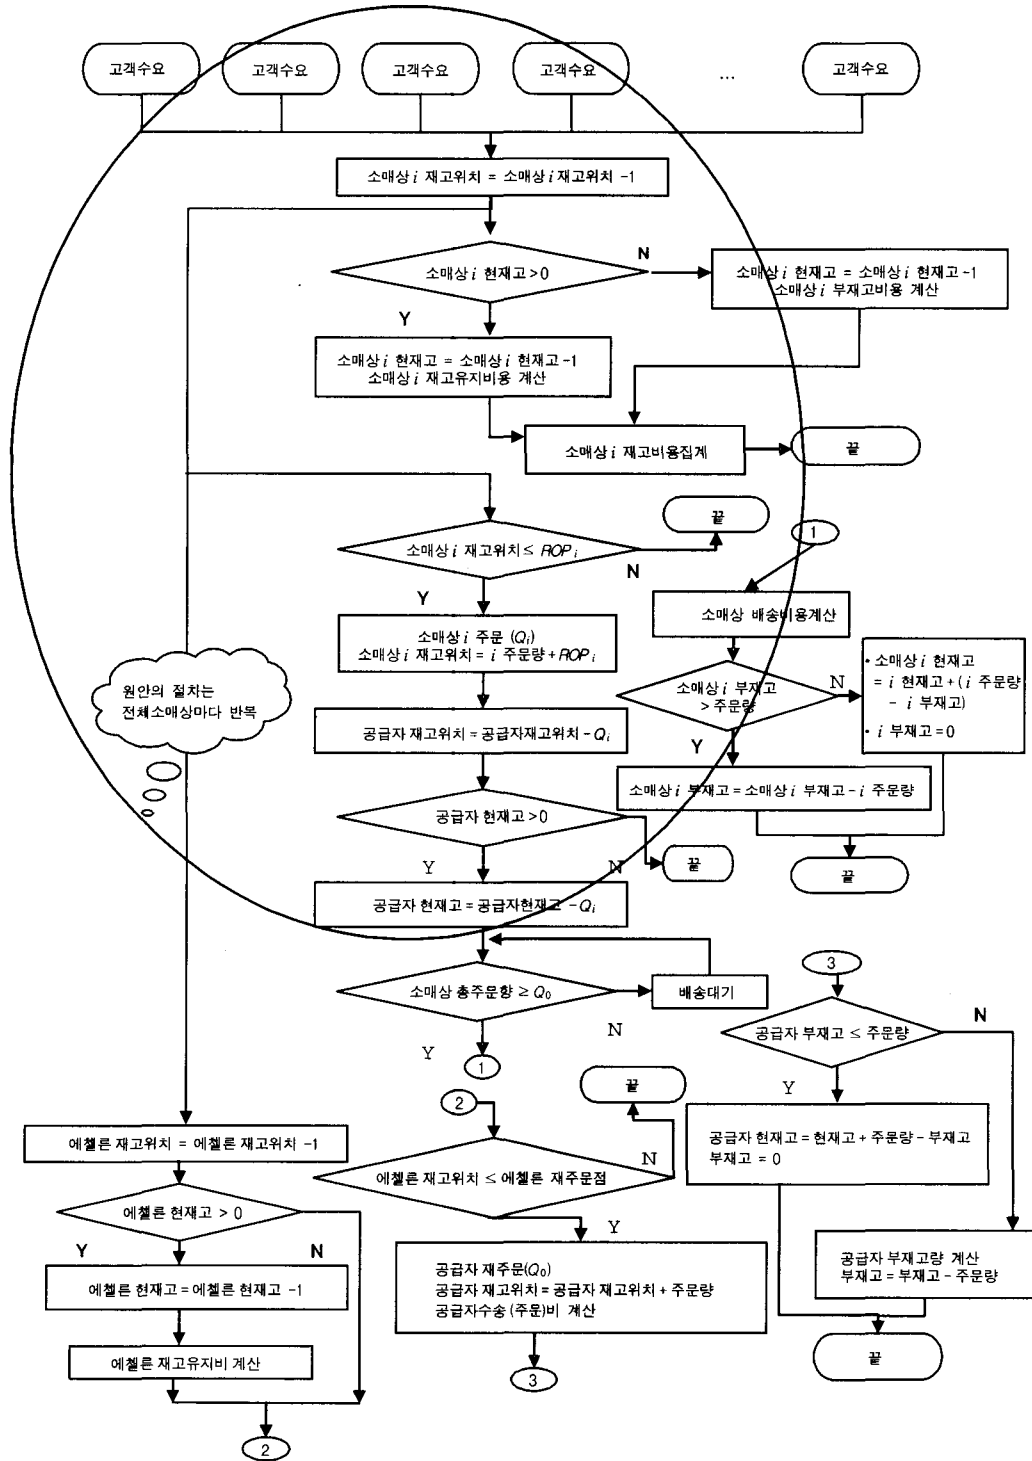 고객수요 고객수요 고객수요 고객수요 ... 고객수요
소매상 i 재고위치 = 소매상 i 재고위치 -1
소매상 i 현재고 > 0
N
Y
소매상 i 현재고 = 소매상 i 현재고 -1
소매상 i 부재고비용 계산
소매상 i 현재고 = 소매상 i 현재고 -1
소매상 i 재고유지비용 계산
소매상 i 재고비용집계
끝
소매상 i 재고위치 ≤ ROP i
N
끝
Y
소매상 i 주문 (Qi)
소매상 i 재고위치 = i 주문량 + ROP i
공급자 재고위치 = 공급자재고위치 - Qi
공급자 현재고 > 0
Y
N
끝
공급자 현재고 = 공급자현재고 - Qi
원안의 절차는
전체소매상마다 반목
1
소매상 배송비용계산
소매상 i 부재고
> 주문량
N
Y
• 소매상 i 현재고
= i 현재고 + (i 주문량
- i 부재고)
• i 부재고 = 0
소매상 i 부재고 = 소매상 i 부재고 - i 주문량
끝
소매상 총주문향 ≥ Q0
배송대기
N
Y
1
2
에첼른 재고위치 = 에첼른 재고위치 -1
에첼른 현재고 > 0
Y
N
에첼른 현재고 = 에첼른 현재고 -1
에첼른 재고유지비 계산
2
끝
에첼른 재고위치 ≤ 에첼른 재주문점
N
Y
공급자 재주문(Q0)
공급자 재고위치 = 공급자 재고위치 + 주문량
공급자수송 (주문)비 계산
3
3
공급자 부재고 ≤ 주문량
N
Y
공급자 현재고 = 현재고 + 주문량 - 부재고
부재고 = 0
공급자 부재고량 계산
부재고 = 부재고 - 주문량
끝